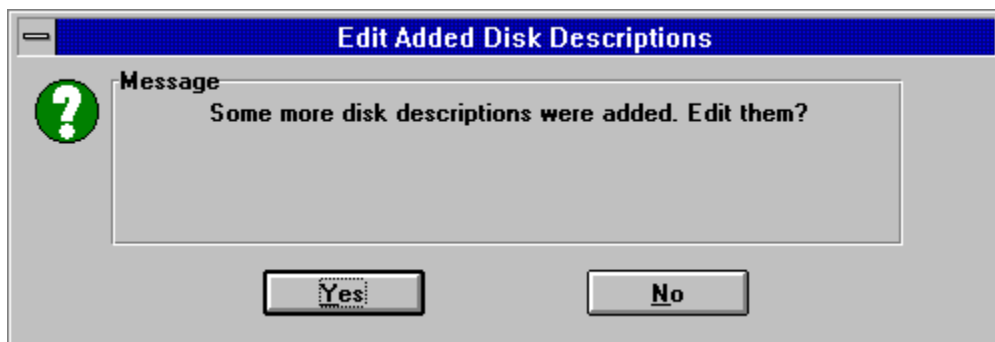 Edit Added Disk Descriptions
Message
Some more disk descriptions were added. Edit them?
Yes
No